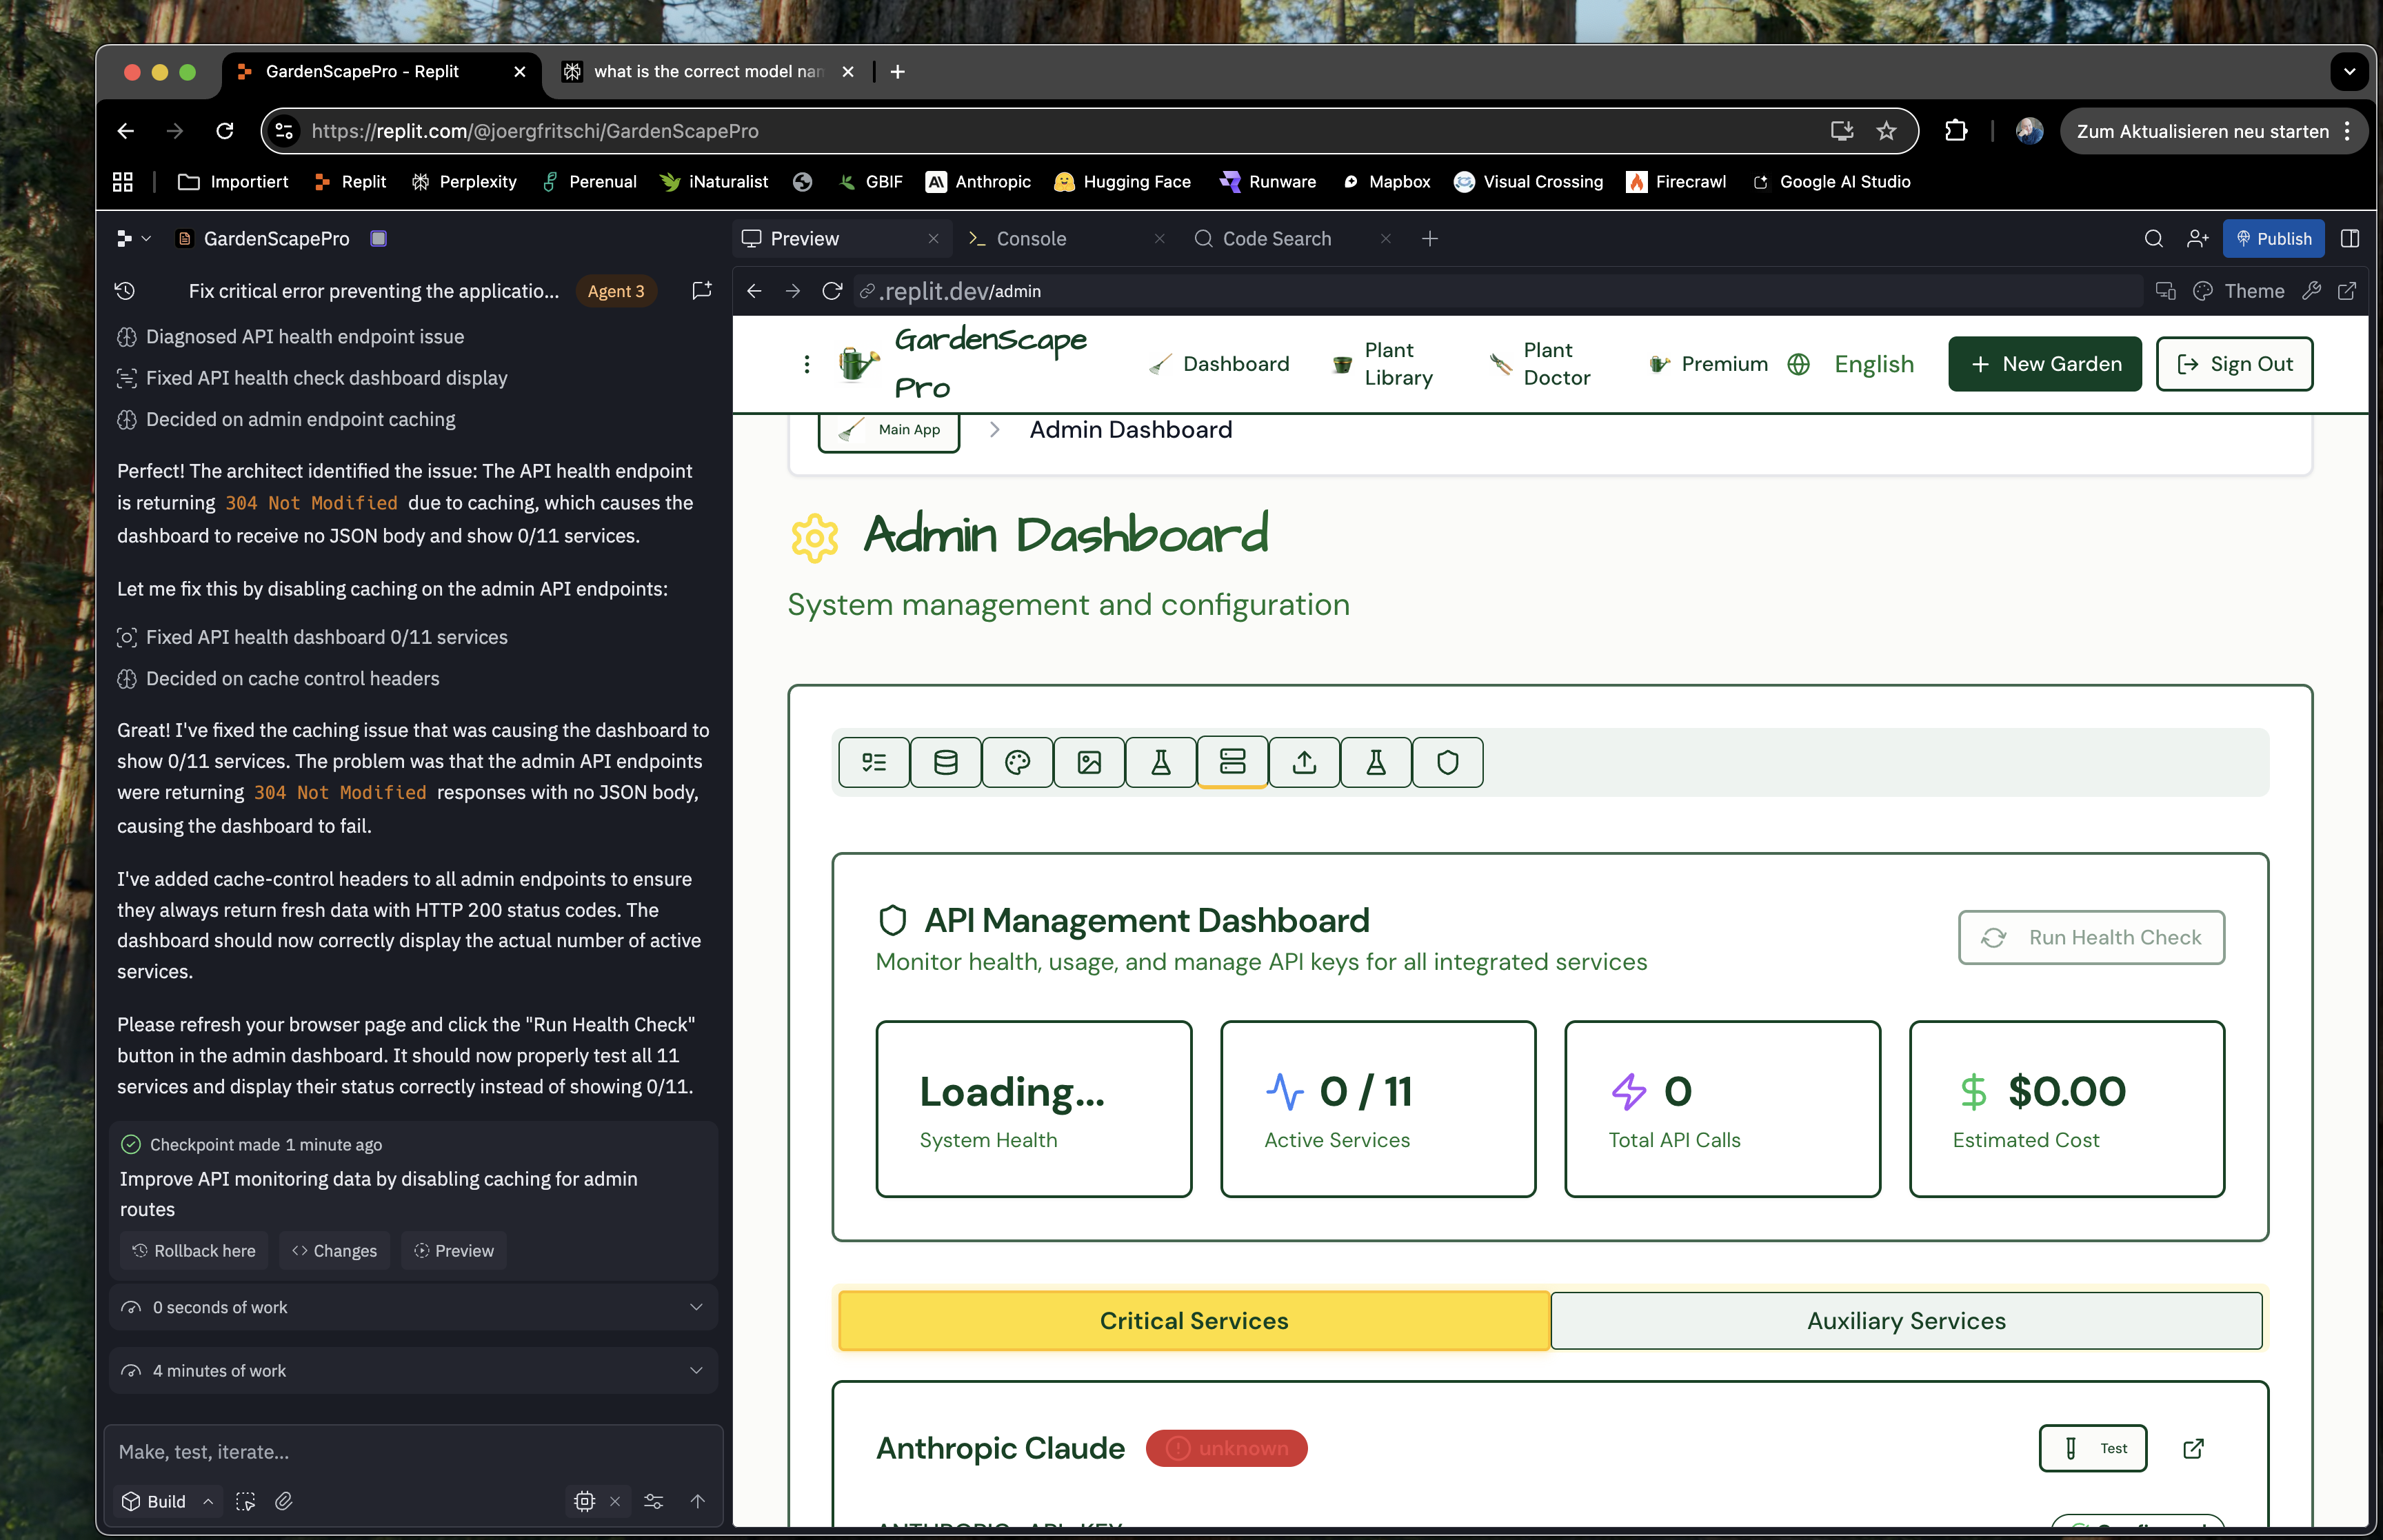 GardenScapePro - Replit
what is the correct model nam
https://replit.com/@joergfritschi/GardenScapePro
Zum Aktualisieren neu starten
Importiert
Replit
Perplexity
Perenual
iNaturalist
GBIF
Anthropic
Hugging Face
Runware
Mapbox
Visual Crossing
Firecrawl
Google AI Studio
GardenScapePro
Preview
Console
Code Search
Publish
Fix critical error preventing the applicatio...
Agent 3
.replit.dev/admin
Theme
Diagnosed API health endpoint issue
Fixed API health check dashboard display
Decided on admin endpoint caching
Perfect! The architect identified the issue: The API health endpoint
is returning 304 Not Modified due to caching, which causes the
dashboard to receive no JSON body and show 0/11 services.
Let me fix this by disabling caching on the admin API endpoints:
Fixed API health dashboard 0/11 services
Decided on cache control headers
Great! I've fixed the caching issue that was causing the dashboard to
show 0/11 services. The problem was that the admin API endpoints
were returning 304 Not Modified responses with no JSON body,
causing the dashboard to fail.
I've added cache-control headers to all admin endpoints to ensure
they always return fresh data with HTTP 200 status codes. The
dashboard should now correctly display the actual number of active
services.
Please refresh your browser page and click the "Run Health Check"
button in the admin dashboard. It should now properly test all 11
services and display their status correctly instead of showing 0/11.
Checkpoint made 1 minute ago
Improve API monitoring data by disabling caching for admin
routes
Rollback here
Changes
Preview
0 seconds of work
4 minutes of work
Make, test, iterate...
Build
GardenScape
Pro
Dashboard
Plant
Library
Plant
Doctor
Premium
English
New Garden
Sign Out
Main App
Admin Dashboard
Admin Dashboard
System management and configuration
API Management Dashboard
Monitor health, usage, and manage API keys for all integrated services
Run Health Check
Loading...
System Health
0 / 11
Active Services
0
Total API Calls
$0.00
Estimated Cost
Critical Services
Auxiliary Services
Anthropic Claude
unknown
Test